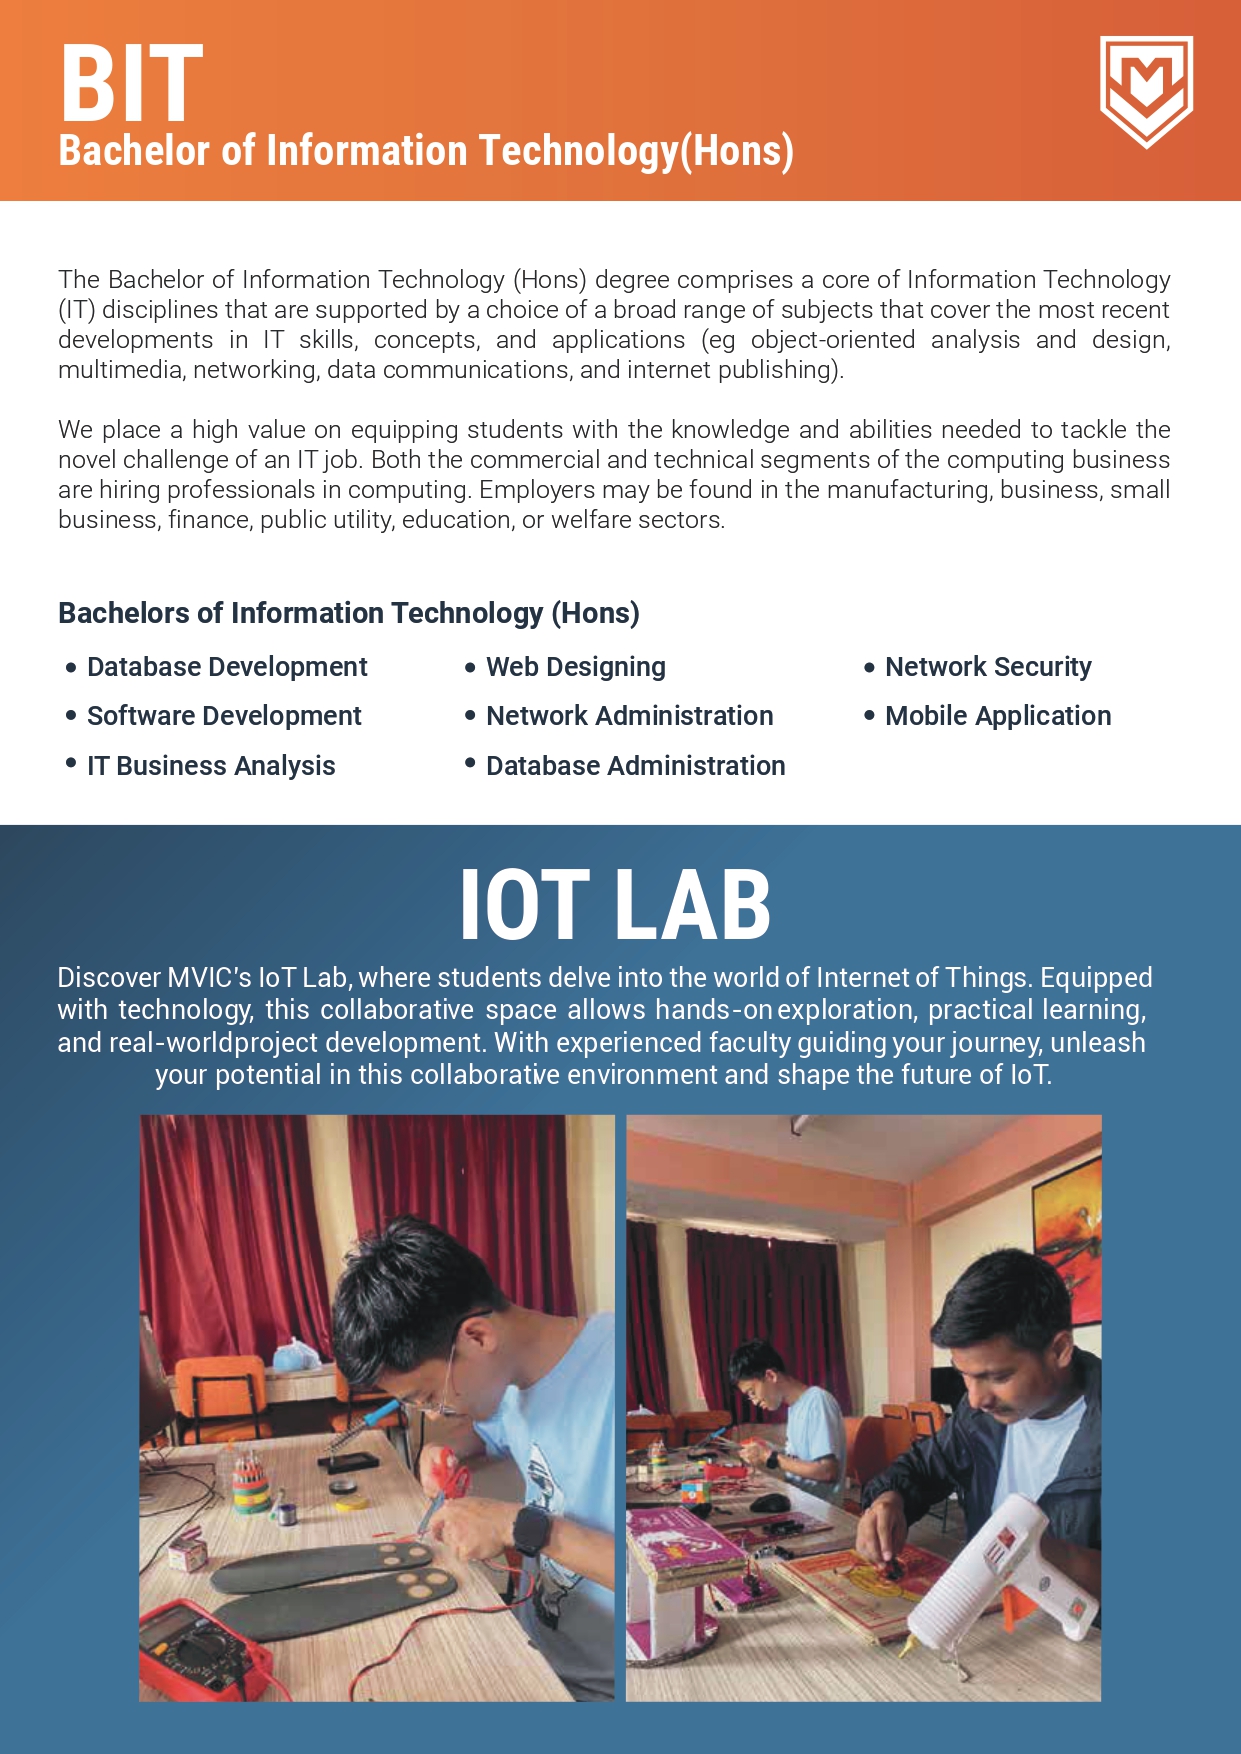 BIT
Bachelor of Information Technology(Hons)
The Bachelor of Information Technology (Hons) degree comprises a core of Information Technology
(IT) disciplines that are supported by a choice of a broad range of subjects that cover the most recent
developments in IT skills, concepts, and applications (eg object-oriented analysis and design,
multimedia, networking, data communications, and internet publishing).
We place a high value on equipping students with the knowledge and abilities needed to tackle the
novel challenge of an IT job. Both the commercial and technical segments of the computing business
are hiring professionals in computing. Employers may be found in the manufacturing, business, small
business, finance, public utility, education, or welfare sectors.
Bachelors of Information Technology (Hons)
• Database Development
• Software Development
• IT Business Analysis
• Web Designing
• Network Administration
• Database Administration
• Network Security
• Mobile Application
IOT LAB
Discover MVIC's IoT Lab, where students delve into the world of Internet of Things. Equipped
with technology, this collaborative space allows hands-on exploration, practical learning,
and real-worldproject development. With experienced faculty guiding your journey, unleash
your potential in this collaborative environment and shape the future of IoT.